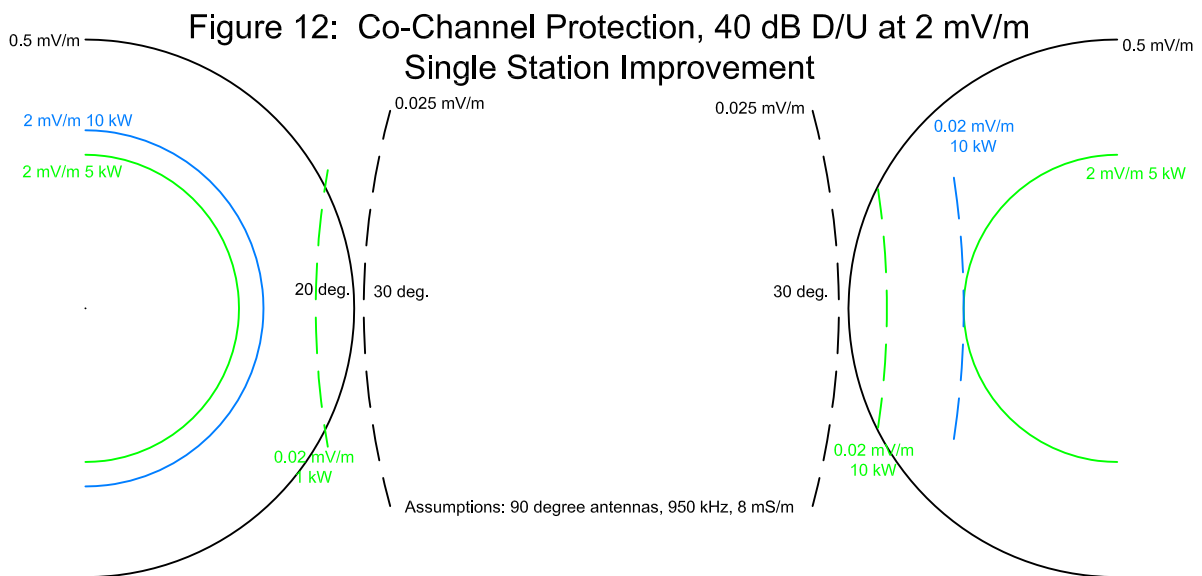 Figure 12: Co-Channel Protection, 40 dB D/U at 2 mV/m
Single Station Improvement
0.5 mV/m
0.5 mV/m
0.025 mV/m
0.025 mV/m
2 mV/m 10 kW
0.02 mV/m
10 kW
2 mV/m 5 kW
2 mV/m 5 kW
20 deg.
30 deg.
30 deg.
0.02 mV/m
1 kW
0.02 mV/m
10 kW
Assumptions: 90 degree antennas, 950 kHz, 8 mS/m